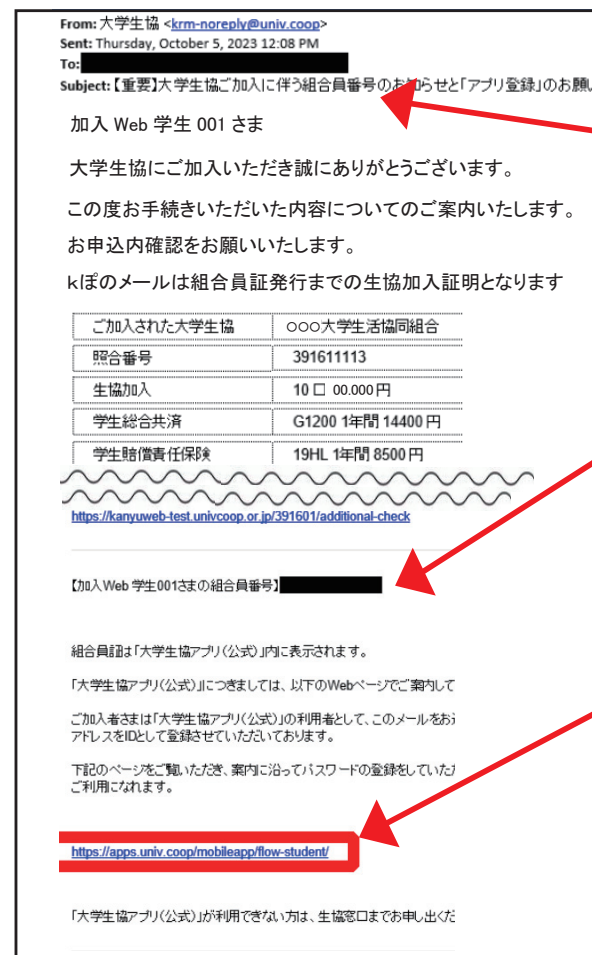 From: 大学生協 <krm-noreply@univ.coop>
Sent: Thursday, October 5, 2023 12:08 PM
To:
Subject:【重要】大学生協ご加入に伴う組合員番号のお知らせと「アプリ登録」のお願い
加入 Web 学生 001 さま
大学生協にご加入いただき誠にありがとうございます。
この度お手続きいただいた内容についてのご案内いたします。
お申込内確認をお願いいたします。
kぽのメールは組合員証発行までの生協加入証明となります
ご加入された大学生協 ○○○大学生活協同組合
照合番号 391611113
生協加入 10 口 00.000 円
学生総合共済 G1200 1年間 14400 円
学生賠償責任保険 19HL 1年間 8500 円
https://kanyuweb-test.univcoop.or.jp/391601/additional-check
【加入Web 学生001さまの組合員番号】
組合員証は「大学生協アプリ(公式)」内に表示されます。
「大学生協アプリ(公式)」につきましては、以下のWebページでご案内して
ご加入者さまは「大学生協アプリ(公式)」の利用者として、このメールをお
アドレスをIDとして登録させていただいております。
下記のページをご覧いただき、案内に沿ってパスワードの登録をしていただ
ご利用になれます。
https://apps.univ.coop/mobileapp/flow-student/
「大学生協アプリ(公式)」が利用できない方は、生協窓口までお申し出くだ